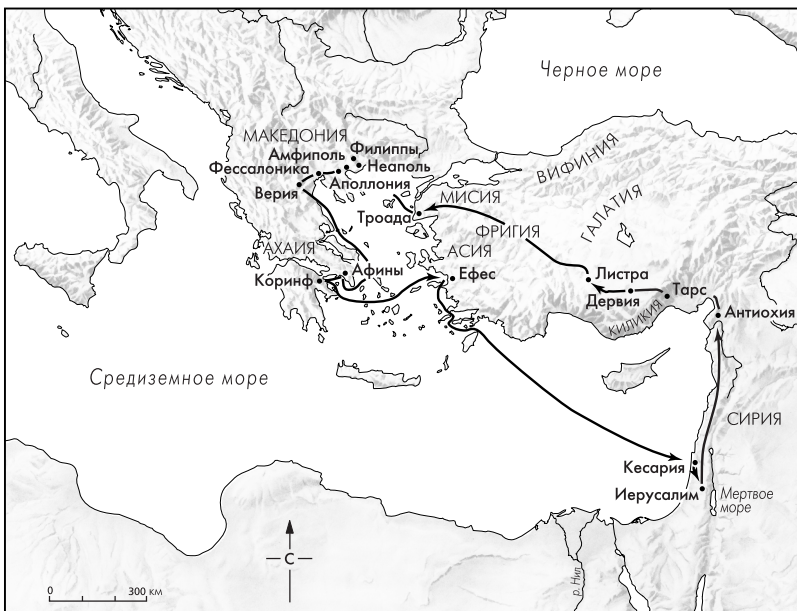 Черное море
МАКЕДОНИЯ
Филиппы
Амфиполь
Неаполь
Фессалоника
Аполлония
Верия
ВИФИНИЯ
МИСИЯ
Троада
ГАЛАТИЯ
ФРИГИЯ
АХАИЯ
АСИЯ
Афины
Ефес
Коринф
Листра
Дервия
Тарс
КИЛИКИЯ
Антиохия
Средиземное море
СИРИЯ
Кесария
Иерусалим
Мертвое
море
С
р. Нил
0 300 км